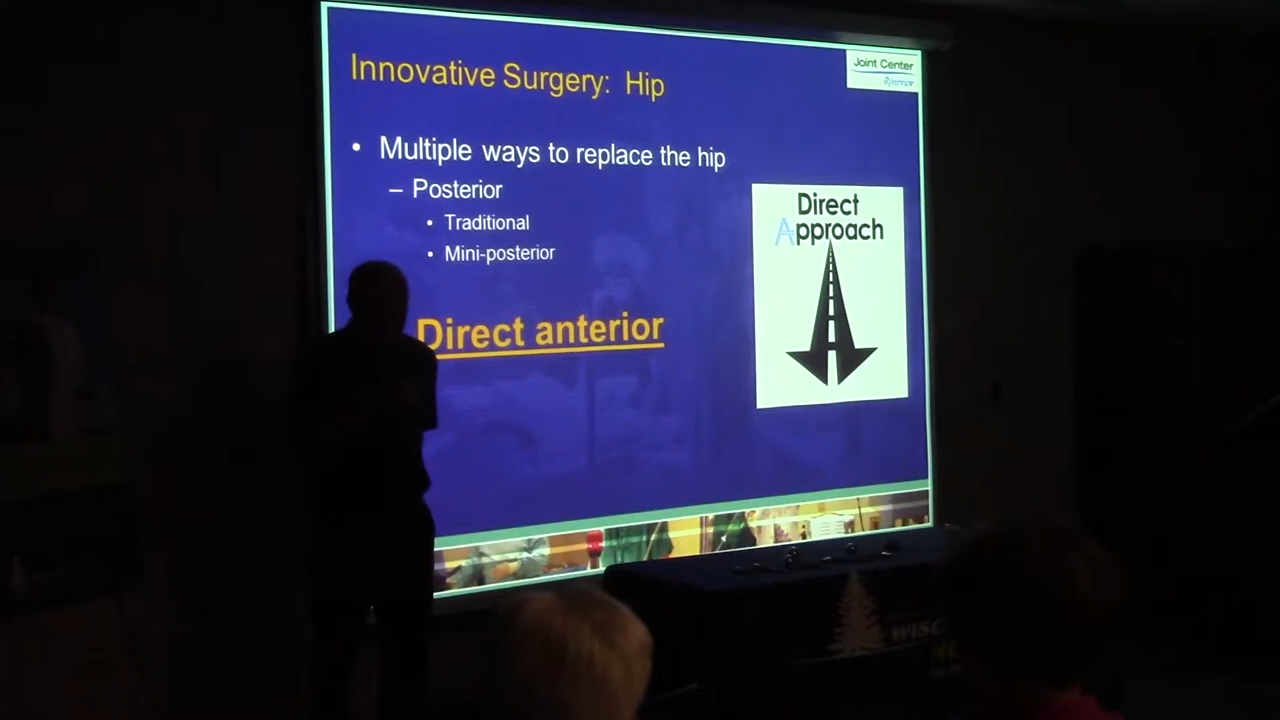 Innovative Surgery: Hip
Joint Center
• Multiple ways to replace the hip
– Posterior
• Traditional
• Mini-posterior
Direct anterior
Direct
Approach
WISC